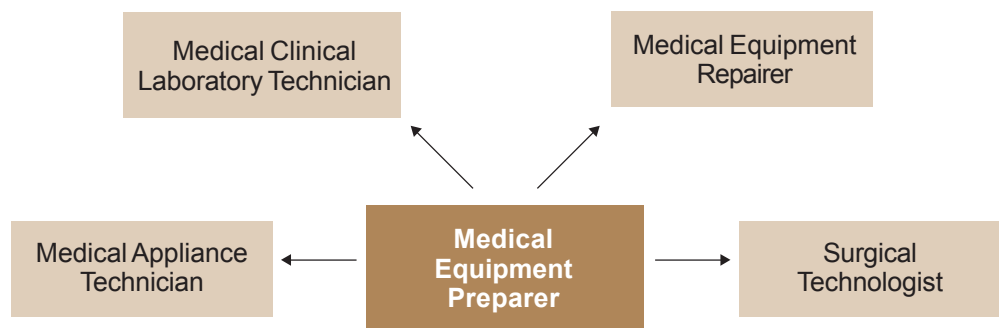 Medical Clinical
Laboratory Technician
Medical Equipment
Repairer
Medical Appliance
Technician
Medical
Equipment
Preparer
Surgical
Technologist